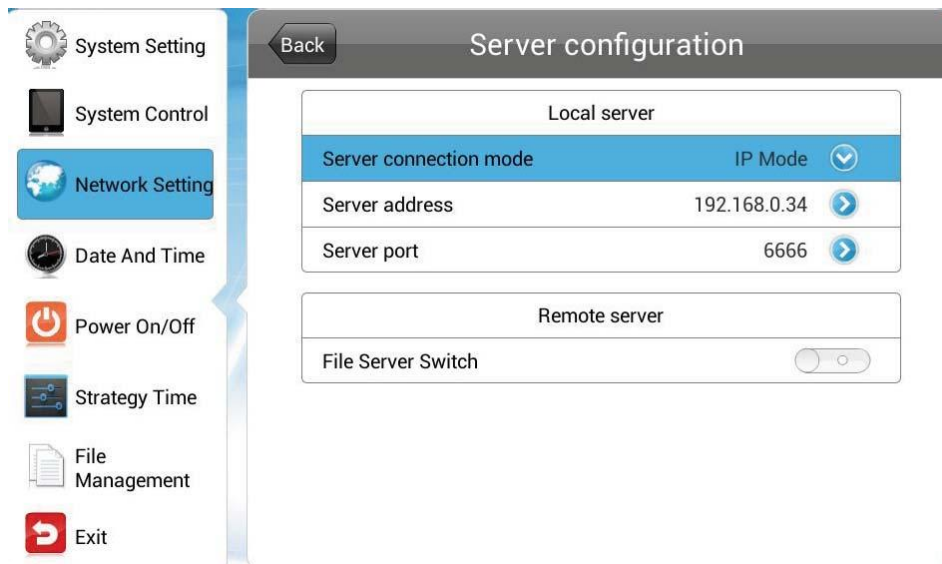 System Setting
System Control
Network Setting
Date And Time
Power On/Off
Strategy Time
File
Management
Exit
Back
Server configuration
Local server
Server connection mode IP Mode
Server address 192.168.0.34
Server port 6666
Remote server
File Server Switch